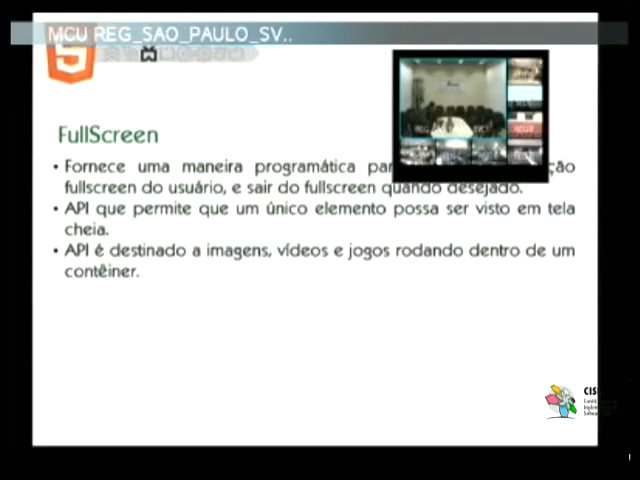 MCU REG_SAO_PAULO_SV..
5
FullScreen
• Fornece uma maneira programática ção
fullscreen do usuário, e sair do fullscreen quando desejado.
• API que permite que um único elemento possa ser visto em tela
cheia.
• API é destinado a imagens, vídeos e jogos rodando dentro de um
contêiner.